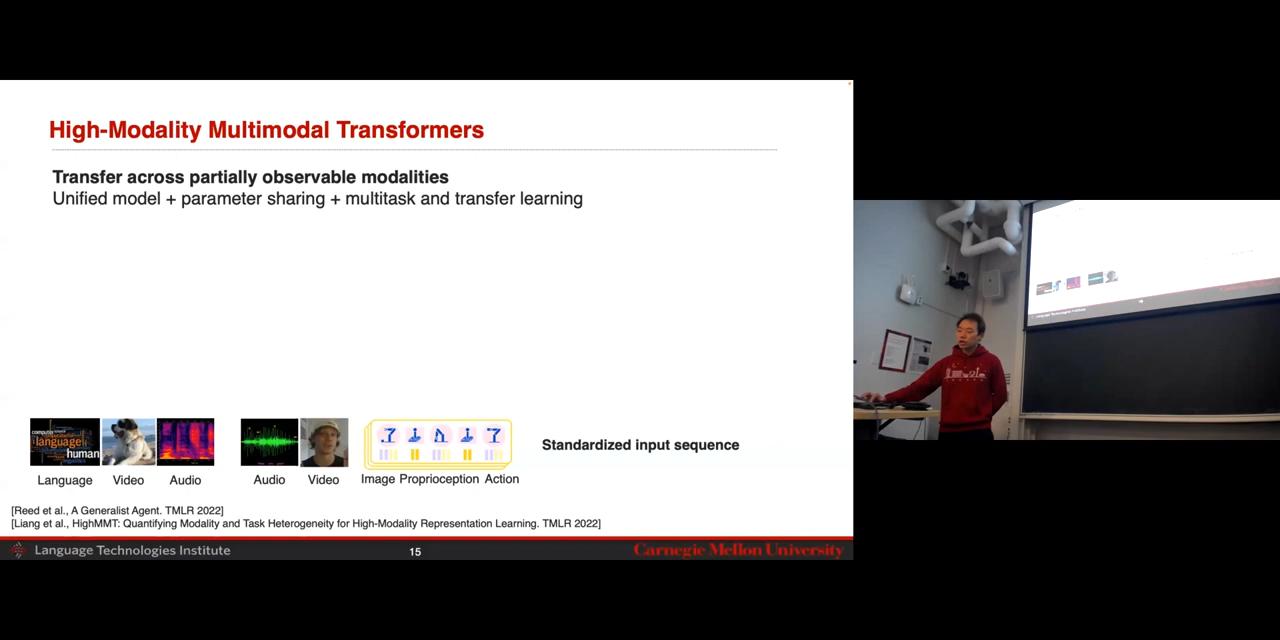 High-Modality Multimodal Transformers
Transfer across partially observable modalities
Unified model + parameter sharing + multitask and transfer learning
computer
language
human
Standardized input sequence
Language Video Audio Audio Video Image Proprioception Action
[Reed et al., A Generalist Agent. TMLR 2022]
[Liang et al., HighMMT: Quantifying Modality and Task Heterogeneity for High-Modality Representation Learning. TMLR 2022]
Language Technologies Institute 15 Carnegie Mellon University